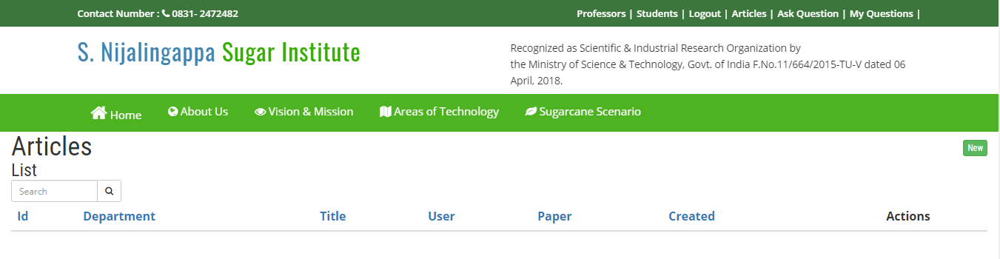 Contact Number : 0831- 2472482
Professors | Students | Logout | Articles | Ask Question | My Questions |
S. Nijalingappa Sugar Institute
Recognized as Scientific & Industrial Research Organization by
the Ministry of Science & Technology, Govt. of India F.No.11/664/2015-TU-V dated 06
April, 2018.
Home About Us Vision & Mission Areas of Technology Sugarcane Scenario
Articles
New
List
Search
Id Department Title User Paper Created Actions